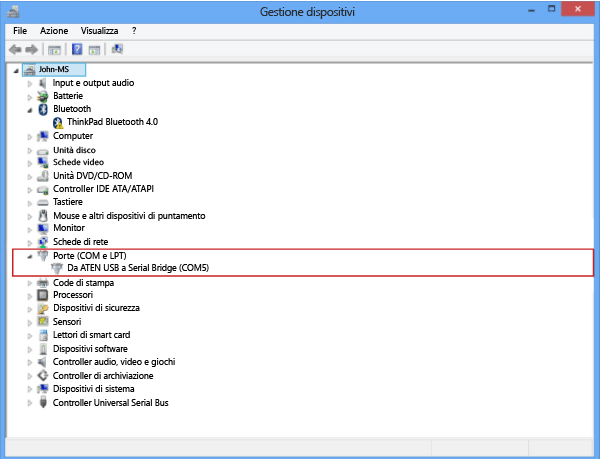 Gestione dispositivi
File Azione Visualizza ?
John-MS
Input e output audio
Batterie
Bluetooth
ThinkPad Bluetooth 4.0
Computer
Unità disco
Schede video
Unità DVD/CD-ROM
Controller IDE ATA/ATAPI
Tastiere
Mouse e altri dispositivi di puntamento
Monitor
Schede di rete
Porte (COM e LPT)
Da ATEN USB a Serial Bridge (COM5)
Code di stampa
Processori
Dispositivi di sicurezza
Sensori
Lettori di smart card
Dispositivi software
Controller audio, video e giochi
Controller di archiviazione
Dispositivi di sistema
Controller Universal Serial Bus